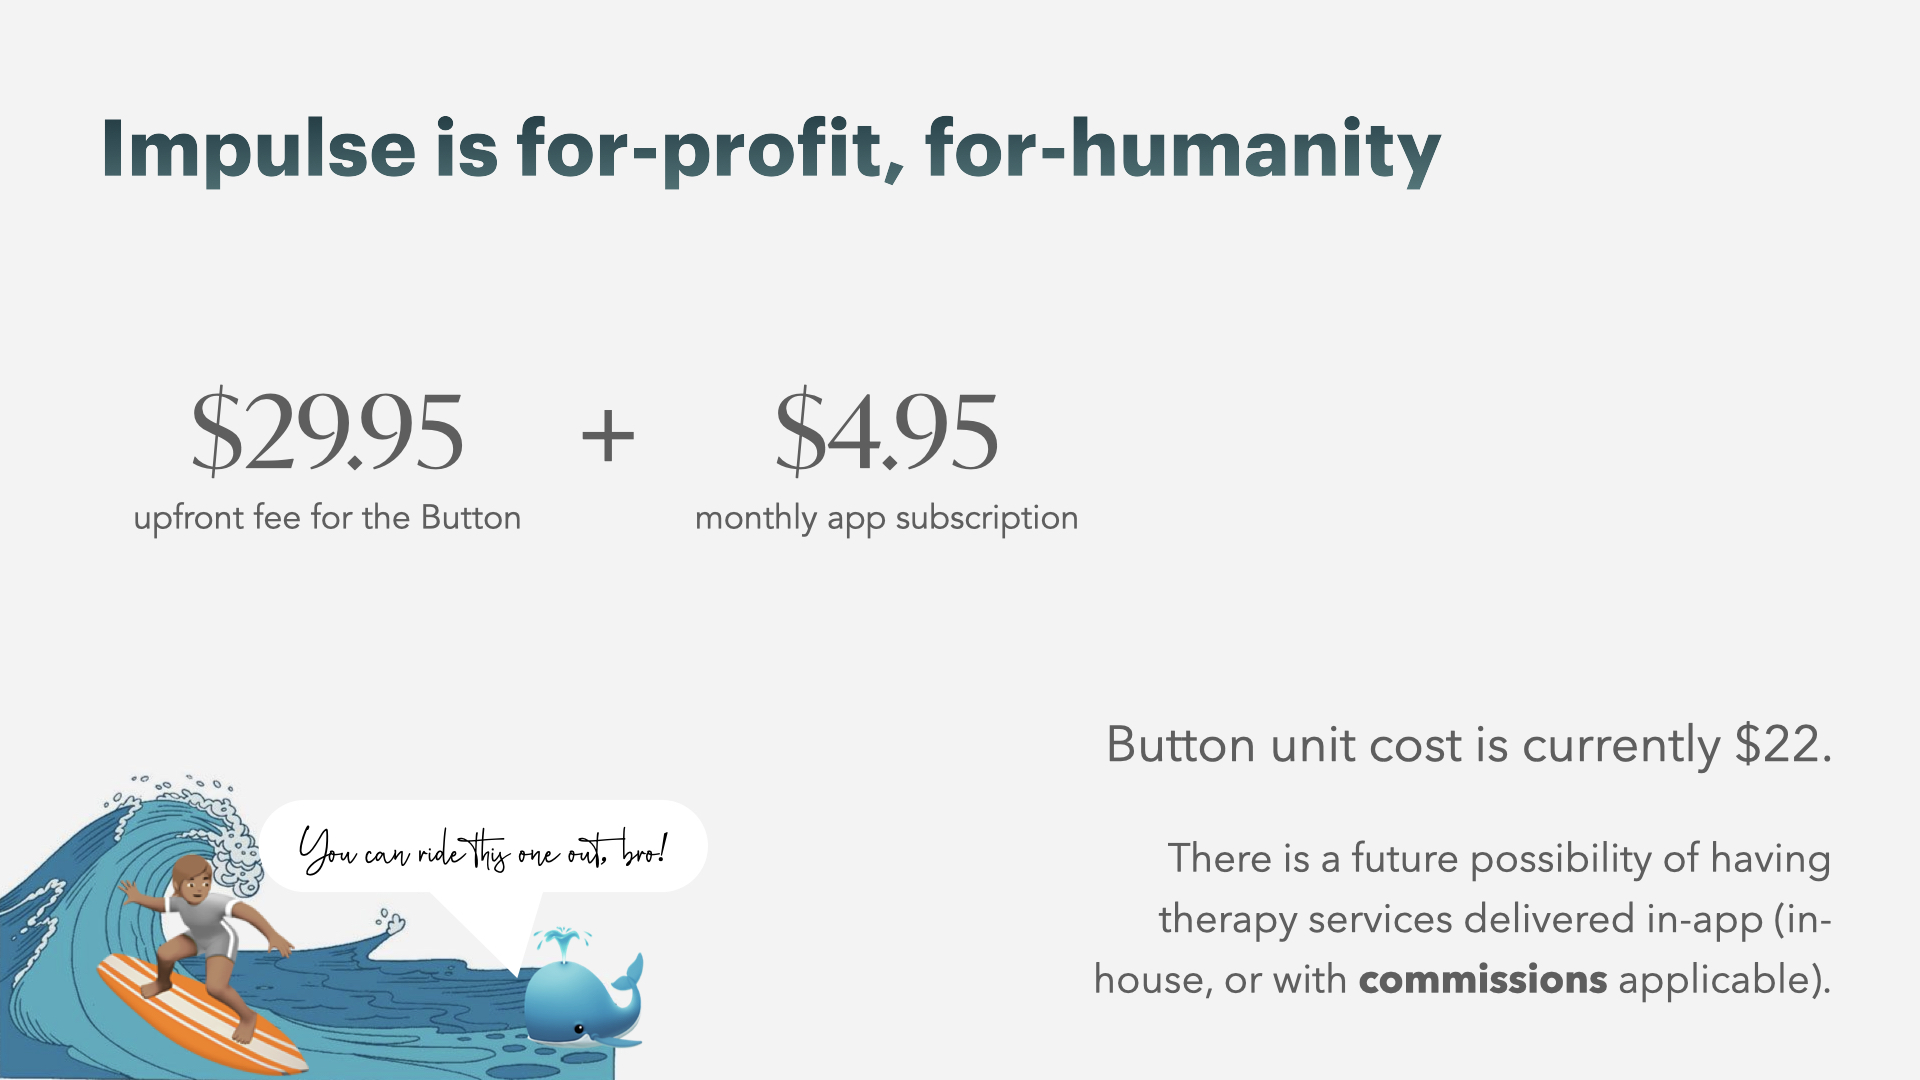 Impulse is for-profit, for-humanity
$29.95 + $4.95
upfront fee for the Button
monthly app subscription
Button unit cost is currently $22.
There is a future possibility of having
therapy services delivered in-app (in-
house, or with commissions applicable).
You can ride this one out, bro!